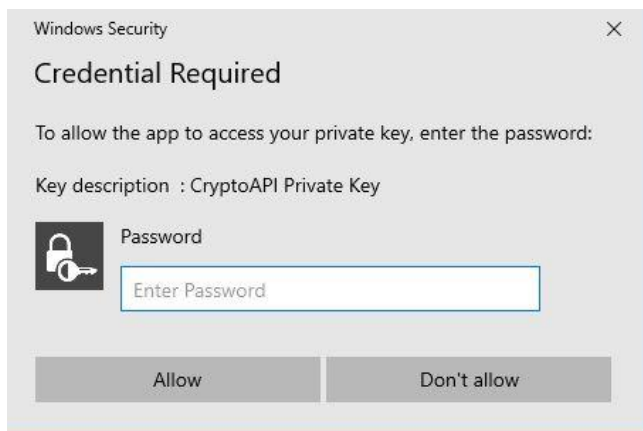 Windows Security
Credential Required
To allow the app to access your private key, enter the password:
Key description : CryptoAPI Private Key
Password
Enter Password
Allow
Don't allow